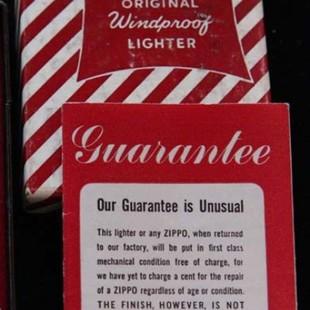 ORIGINAL
Windproof
LIGHTER
Guarantee
Our Guarantee is Unusual
This lighter or any ZIPPO, when returned
to our factory, will be put in first class
mechanical condition free of charge, for
we have yet to charge a cent for the repair
of a ZIPPO regardless of age or condition.
THE FINISH, HOWEVER, IS NOT